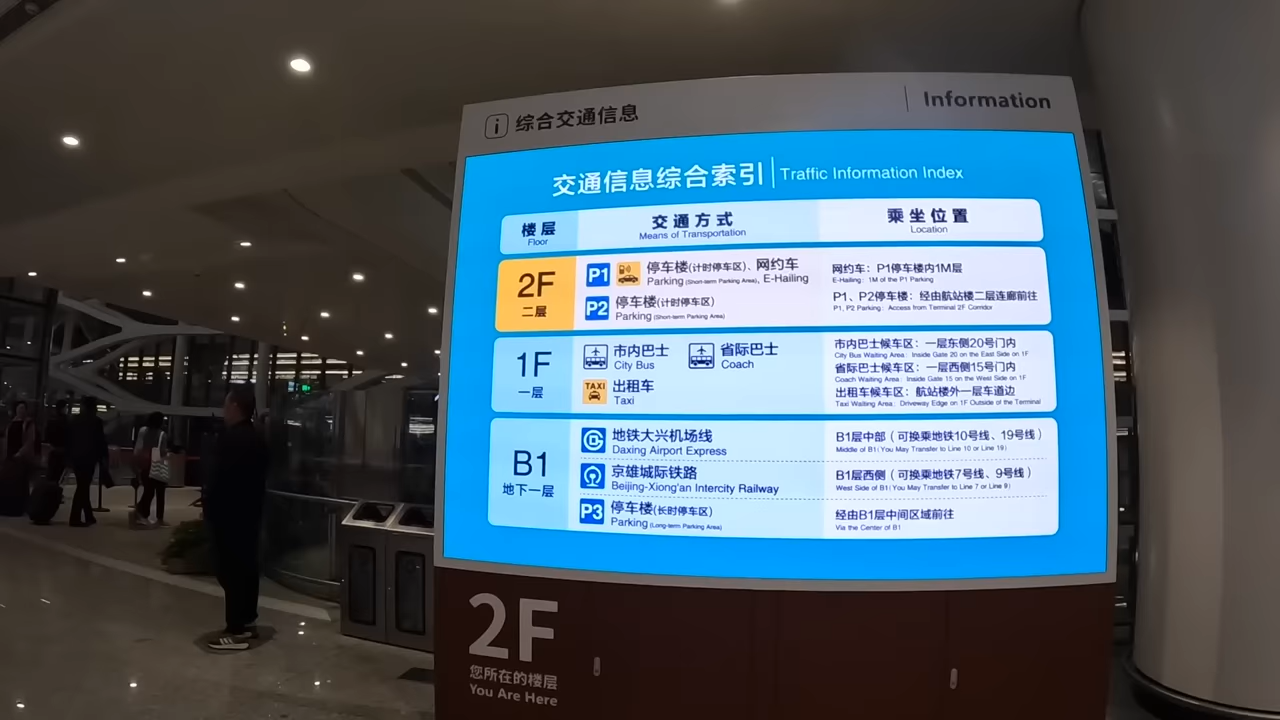 i 综合交通信息 Information
交通信息综合索引 Traffic Information Index
楼层 交通方式 乘坐位置
Floor Means of Transportation Location
2F
二层
P1 停车楼(计时停车区)、网约车
Parking (Short-term Parking Area), E-Hailing
网约车：P1停车楼内1M层
E-Hailing: 1M of the P1 Parking
P2 停车楼(计时停车区)
Parking (Short-term Parking Area)
P1、P2停车楼：经由航站楼二层连廊前往
P1, P2 Parking: Access from Terminal 2F Corridor
1F
一层
市内巴士 省际巴士
City Bus Coach
TAXI 出租车
Taxi
市内巴士候车区：一层东侧20号门内
City Bus Waiting Area: Inside Gate 20 on the East Side on 1F
省际巴士候车区：一层西侧15号门内
Coach Waiting Area: Inside Gate 15 on the West Side on 1F
出租车候车区：航站楼外一层车道边
Taxi Waiting Area: Driveway Edge on 1F Outside of the Terminal
B1
地下一层
地铁大兴机场线
Daxing Airport Express
B1层中部（可换乘地铁10号线、19号线）
Middle of B1(You May Transfer to Line 10 or Line 19)
京雄城际铁路
Beijing-Xiong'an Intercity Railway
B1层西侧（可换乘地铁7号线、9号线）
West Side of B1(You May Transfer to Line 7 or Line 9)
P3 停车楼(长时停车区)
Parking (Long-term Parking Area)
经由B1层中间区域前往
Via the Center of B1
2F
您所在的楼层
You Are Here